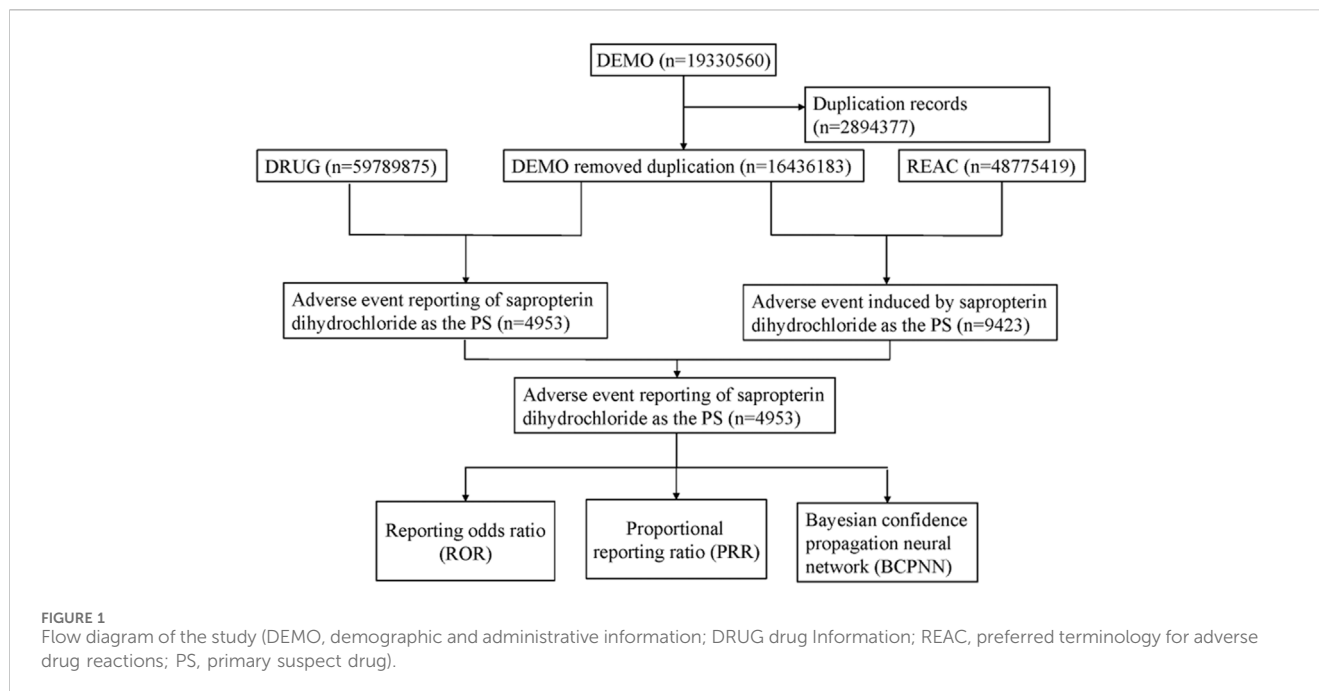 DEMO (n=19330560)
Duplication records
(n=2894377)
DRUG (n=59789875)
DEMO removed duplication (n=16436183)
REAC (n=48775419)
Adverse event reporting of sapropterin
dihydrochloride as the PS (n=4953)
Adverse event induced by sapropterin
dihydrochloride as the PS (n=9423)
Adverse event reporting of sapropterin
dihydrochloride as the PS (n=4953)
Reporting odds ratio
(ROR)
Proportional
reporting ratio (PRR)
Bayesian confidence
propagation neural
network (BCPNN)
FIGURE 1
Flow diagram of the study (DEMO, demographic and administrative information; DRUG drug Information; REAC, preferred terminology for adverse
drug reactions; PS, primary suspect drug).